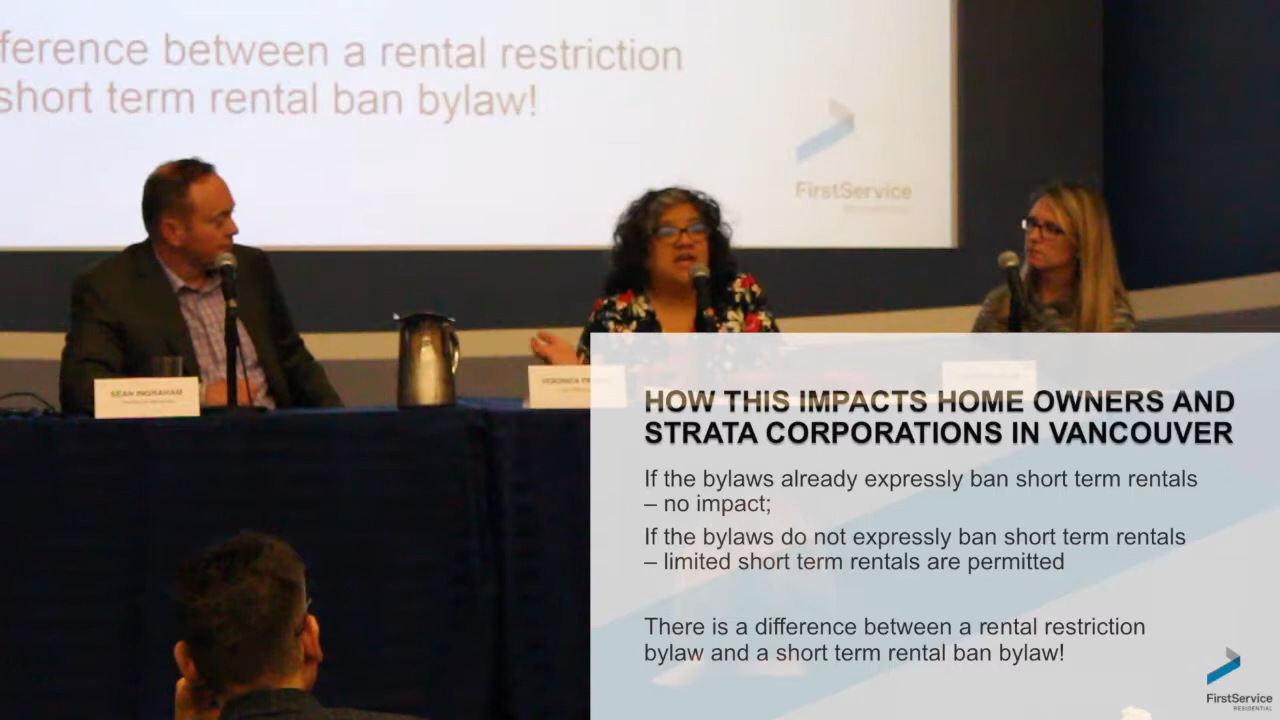 ference between a rental restriction
short term rental ban bylaw!
FirstService
SEAN INGRAHAM
VERONICA
HOW THIS IMPACTS HOME OWNERS AND
STRATA CORPORATIONS IN VANCOUVER
If the bylaws already expressly ban short term rentals
– no impact;
If the bylaws do not expressly ban short term rentals
– limited short term rentals are permitted
There is a difference between a rental restriction
bylaw and a short term rental ban bylaw!
FirstService
RESIDENTIAL